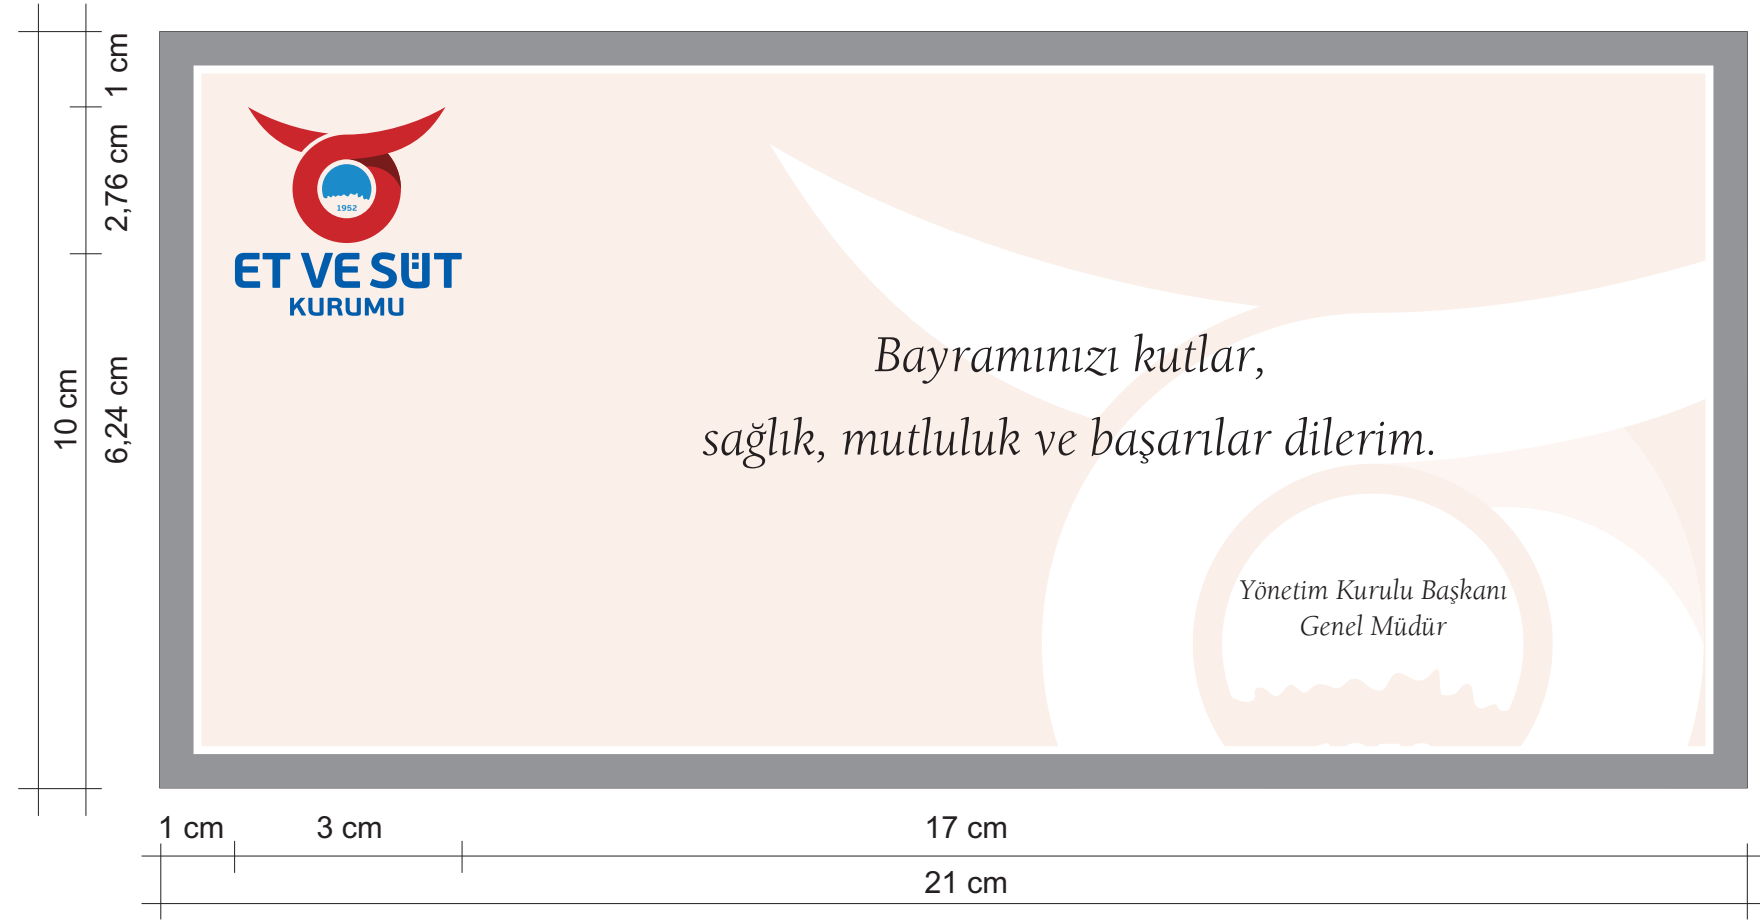 1 cm
2,76 cm
6,24 cm
10 cm
1952
ET VE SÜT
KURUMU
Bayramınızı kutlar,
sağlık, mutluluk ve başarılar dilerim.
Yönetim Kurulu Başkanı
Genel Müdür
1 cm
3 cm
17 cm
21 cm